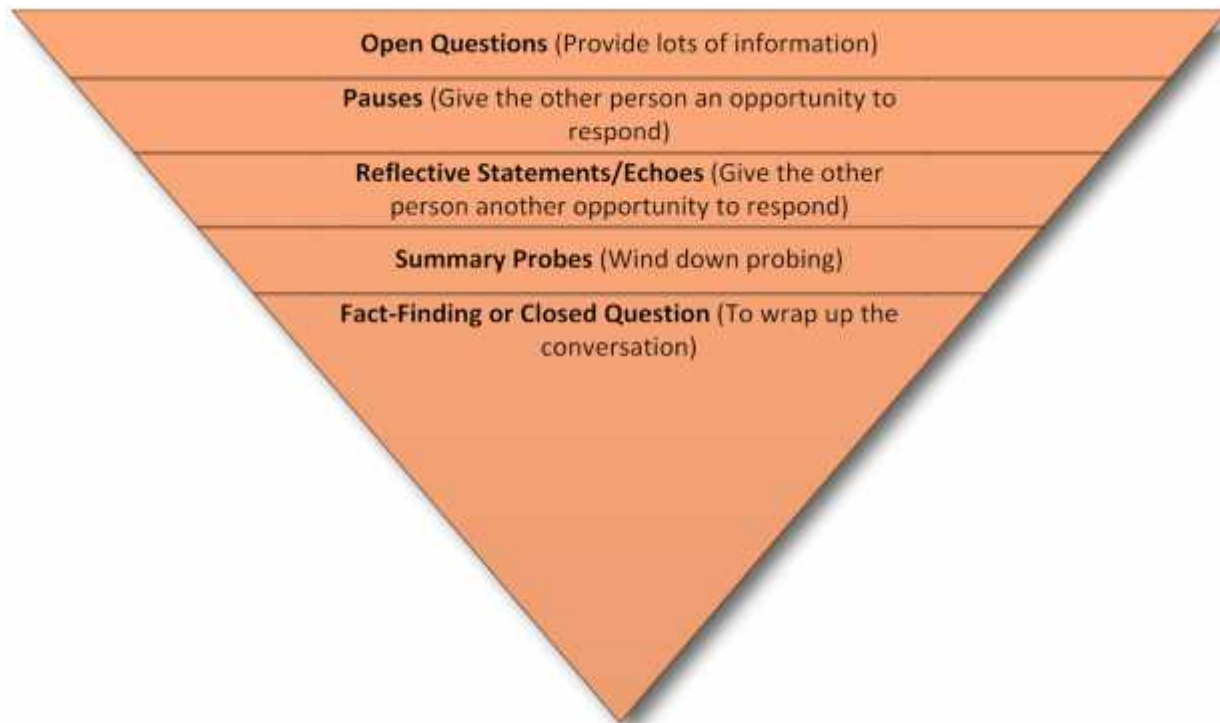 Open Questions (Provide lots of information)
Pauses (Give the other person an opportunity to
respond)
Reflective Statements/Echoes (Give the other
person another opportunity to respond)
Summary Probes (Wind down probing)
Fact-Finding or Closed Question (To wrap up the
conversation)